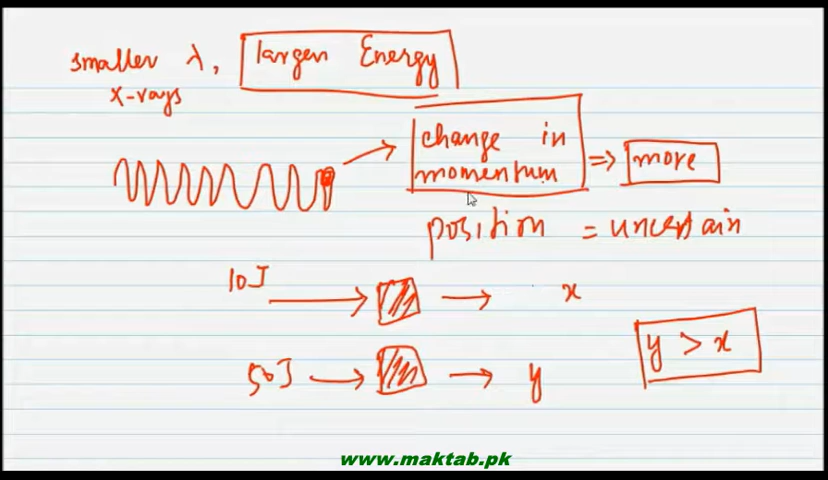 smaller λ, larger Energy
X-rays
change in
momentum => more
position = uncertain
10J x
50J y
y > x
www.maktab.pk